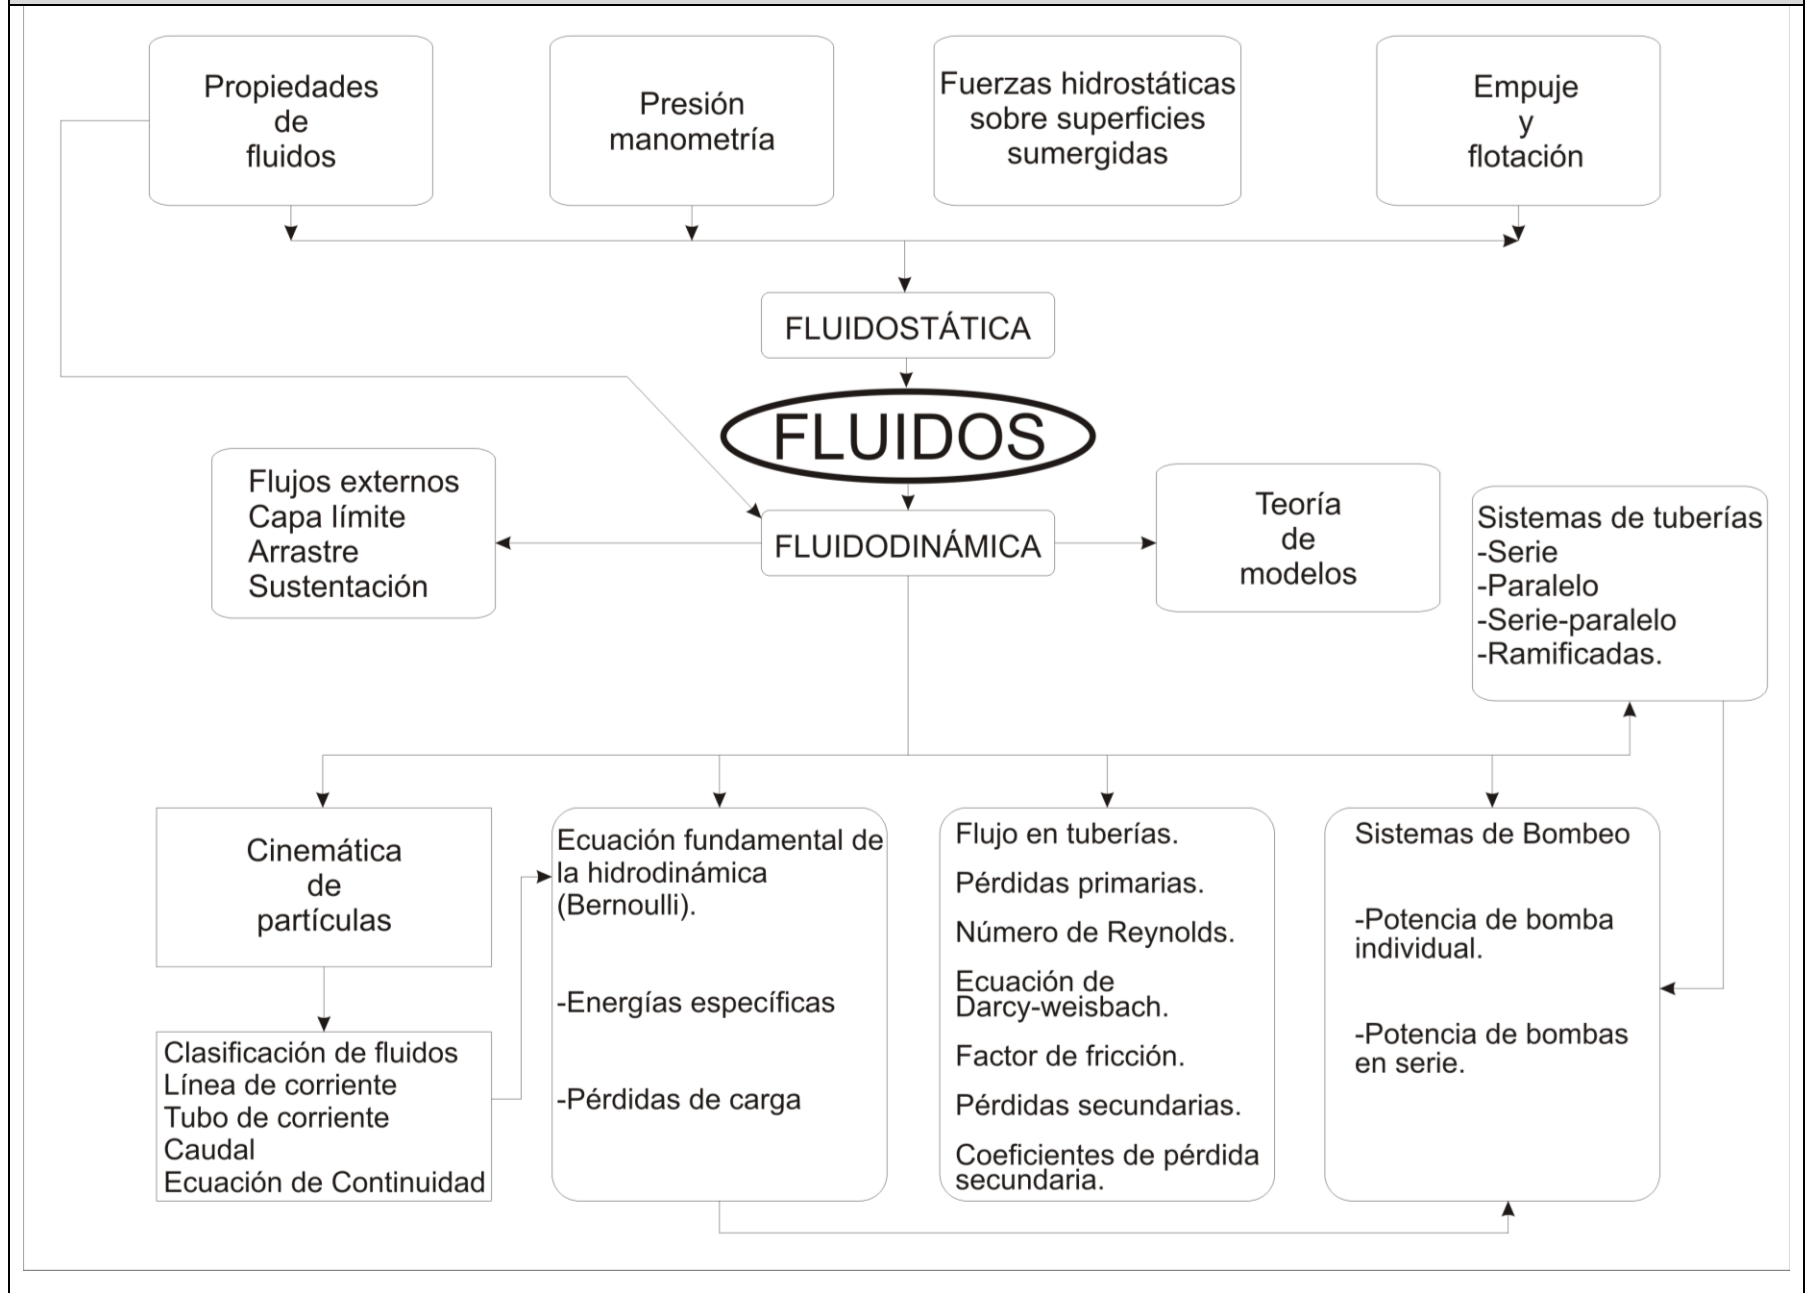 Propiedades
de
fluidos
Presión
manometría
Fuerzas hidrostáticas
sobre superficies
sumergidas
Empuje
y
flotación
FLUIDOSTÁTICA
FLUIDOS
Flujos externos
Capa límite
Arrastre
Sustentación
FLUIDODINÁMICA
Teoría
de
modelos
Sistemas de tuberías
-Serie
-Paralelo
-Serie-paralelo
-Ramificadas.
Cinemática
de
partículas
Clasificación de fluidos
Línea de corriente
Tubo de corriente
Caudal
Ecuación de Continuidad
Ecuación fundamental de
la hidrodinámica
(Bernoulli).
-Energías específicas
-Pérdidas de carga
Flujo en tuberías.
Pérdidas primarias.
Número de Reynolds.
Ecuación de
Darcy-weisbach.
Factor de fricción.
Pérdidas secundarias.
Coeficientes de pérdida
secundaria.
Sistemas de Bombeo
-Potencia de bomba
individual.
-Potencia de bombas
en serie.